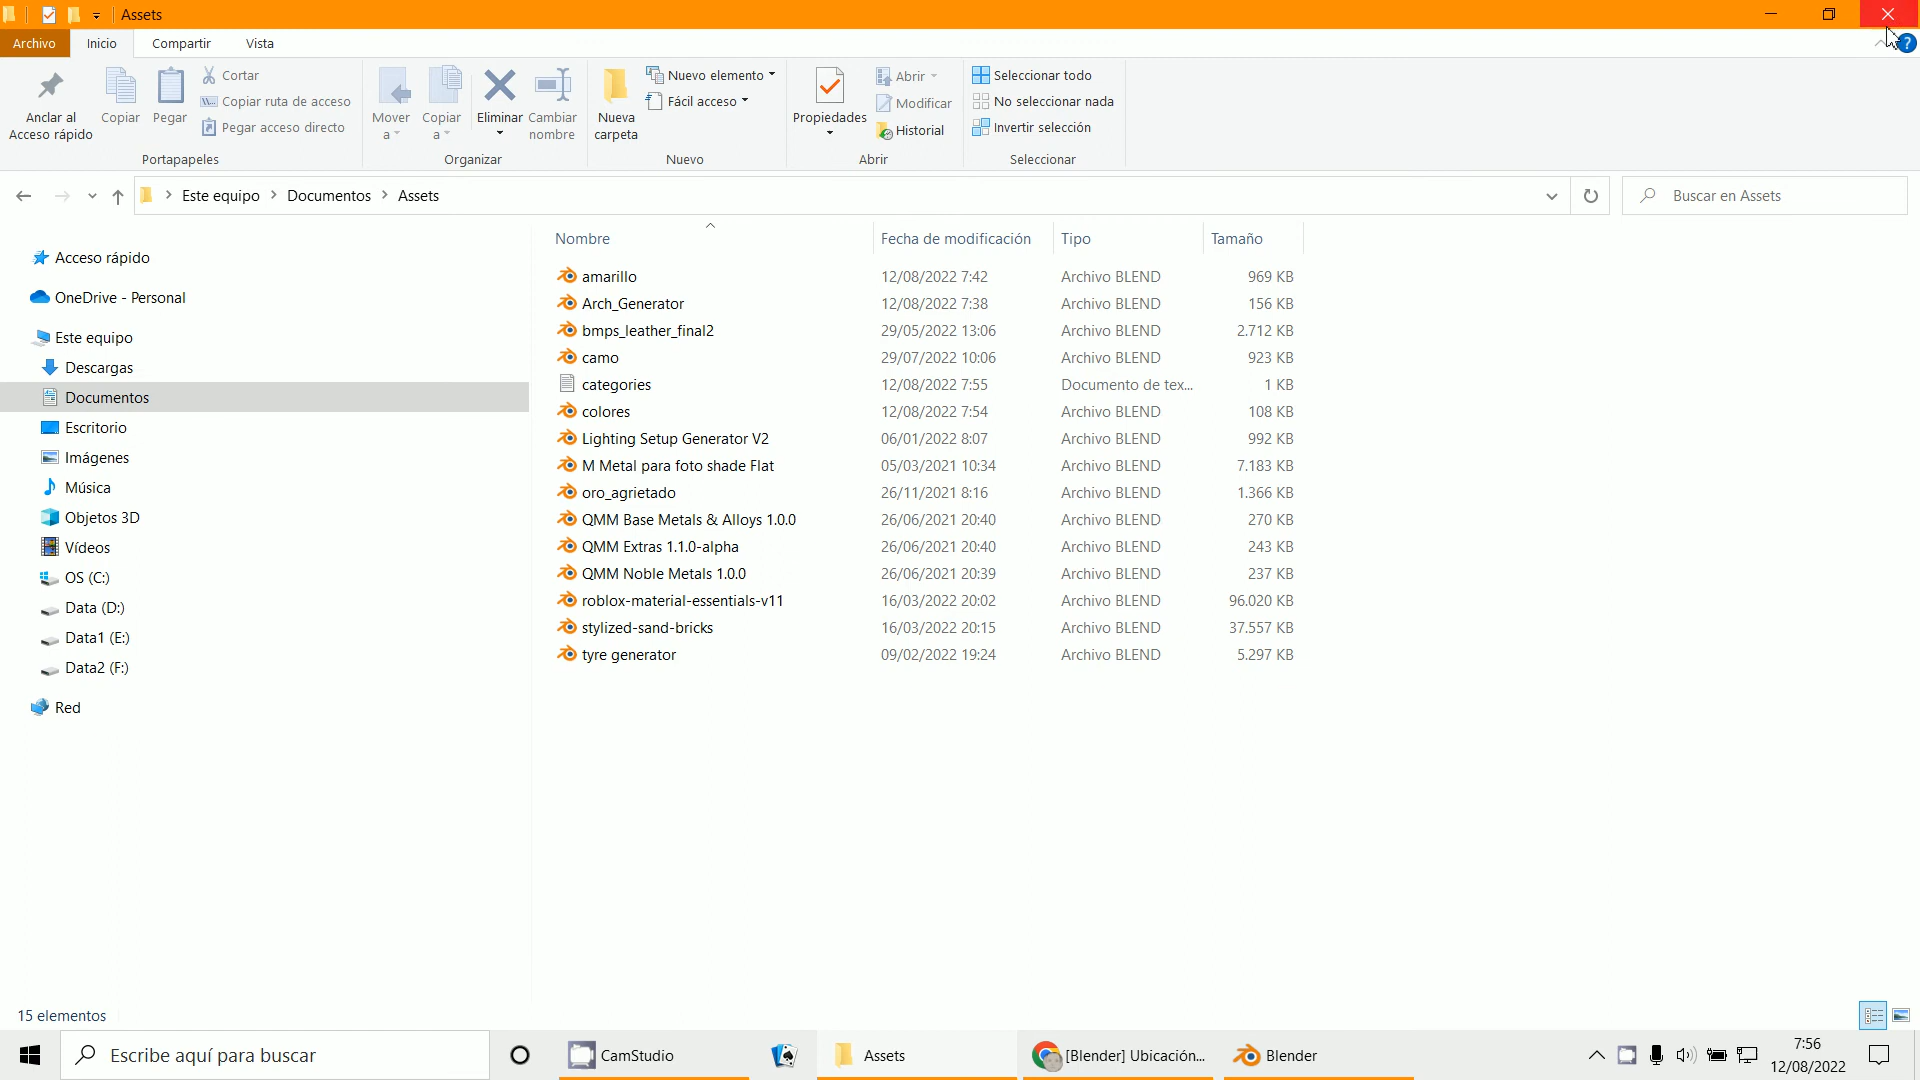 Assets
Archivo Inicio Compartir Vista
Anclar al Acceso rápido
Copiar
Pegar
Cortar
Copiar ruta de acceso
Pegar acceso directo
Portapapeles
Mover a
Copiar a
Eliminar
Cambiar nombre
Organizar
Nueva carpeta
Nuevo elemento
Fácil acceso
Nuevo
Propiedades
Abrir
Modificar
Historial
Abrir
Seleccionar todo
No seleccionar nada
Invertir selección
Seleccionar
?
Este equipo > Documentos > Assets
Buscar en Assets
Acceso rápido
OneDrive - Personal
Este equipo
Descargas
Documentos
Escritorio
Imágenes
Música
Objetos 3D
Vídeos
OS (C:)
Data (D:)
Data1 (E:)
Data2 (F:)
Red
Nombre Fecha de modificación Tipo Tamaño
amarillo 12/08/2022 7:42 Archivo BLEND 969 KB
Arch_Generator 12/08/2022 7:38 Archivo BLEND 156 KB
bmps_leather_final2 29/05/2022 13:06 Archivo BLEND 2.712 KB
camo 29/07/2022 10:06 Archivo BLEND 923 KB
categories 12/08/2022 7:55 Documento de tex... 1 KB
colores 12/08/2022 7:54 Archivo BLEND 108 KB
Lighting Setup Generator V2 06/01/2022 8:07 Archivo BLEND 992 KB
M Metal para foto shade Flat 05/03/2021 10:34 Archivo BLEND 7.183 KB
oro_agrietado 26/11/2021 8:16 Archivo BLEND 1.366 KB
QMM Base Metals & Alloys 1.0.0 26/06/2021 20:40 Archivo BLEND 270 KB
QMM Extras 1.1.0-alpha 26/06/2021 20:40 Archivo BLEND 243 KB
QMM Noble Metals 1.0.0 26/06/2021 20:39 Archivo BLEND 237 KB
roblox-material-essentials-v11 16/03/2022 20:02 Archivo BLEND 96.020 KB
stylized-sand-bricks 16/03/2022 20:15 Archivo BLEND 37.557 KB
tyre generator 09/02/2022 19:24 Archivo BLEND 5.297 KB
15 elementos
Escribe aquí para buscar
CamStudio
Assets
[Blender] Ubicación...
Blender
7:56
12/08/2022